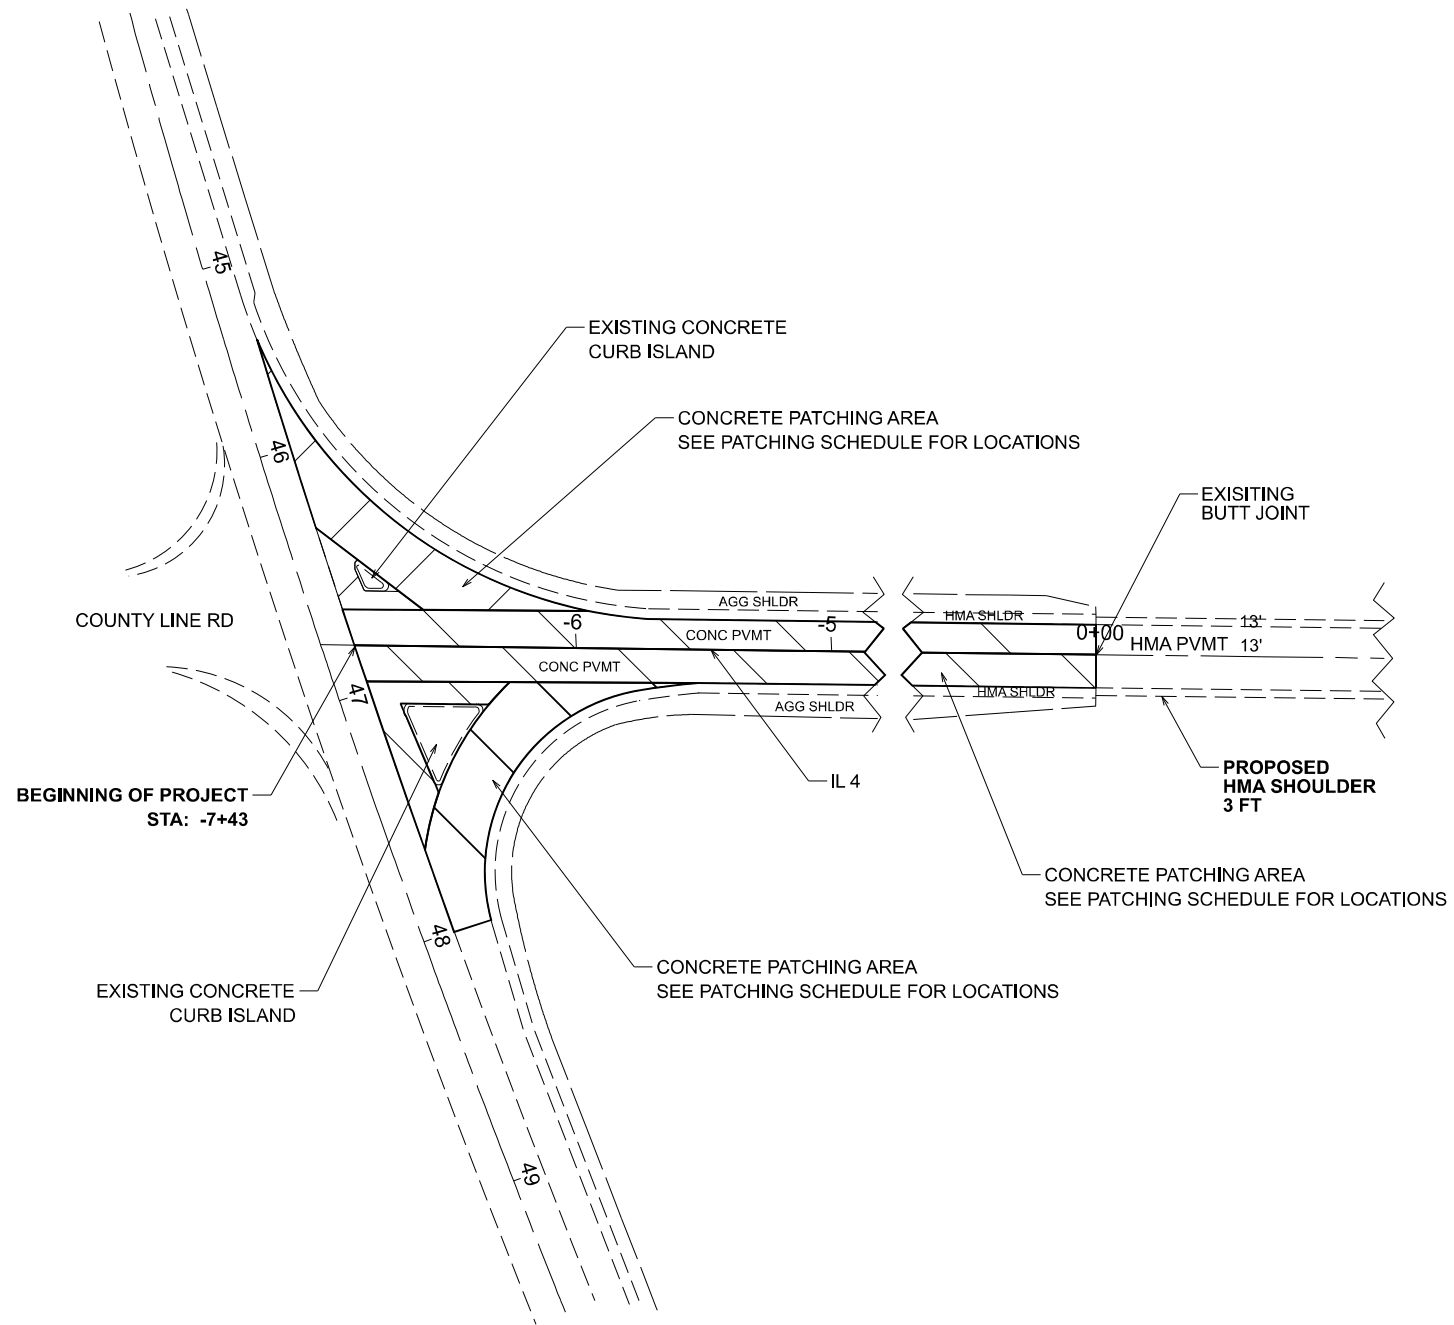 45
EXISTING CONCRETE
CURB ISLAND
CONCRETE PATCHING AREA
SEE PATCHING SCHEDULE FOR LOCATIONS
46
EXISITING
BUTT JOINT
AGG SHLDR
HMA SHLDR
13'
COUNTY LINE RD
-6
-5
0+00
CONC PVMT
HMA PVMT
13'
CONC PVMT
47
HMA SHLDR
AGG SHLDR
IL 4
PROPOSED
HMA SHOULDER
3 FT
BEGINNING OF PROJECT
STA: -7+43
CONCRETE PATCHING AREA
SEE PATCHING SCHEDULE FOR LOCATIONS
48
CONCRETE PATCHING AREA
SEE PATCHING SCHEDULE FOR LOCATIONS
EXISTING CONCRETE
CURB ISLAND
49